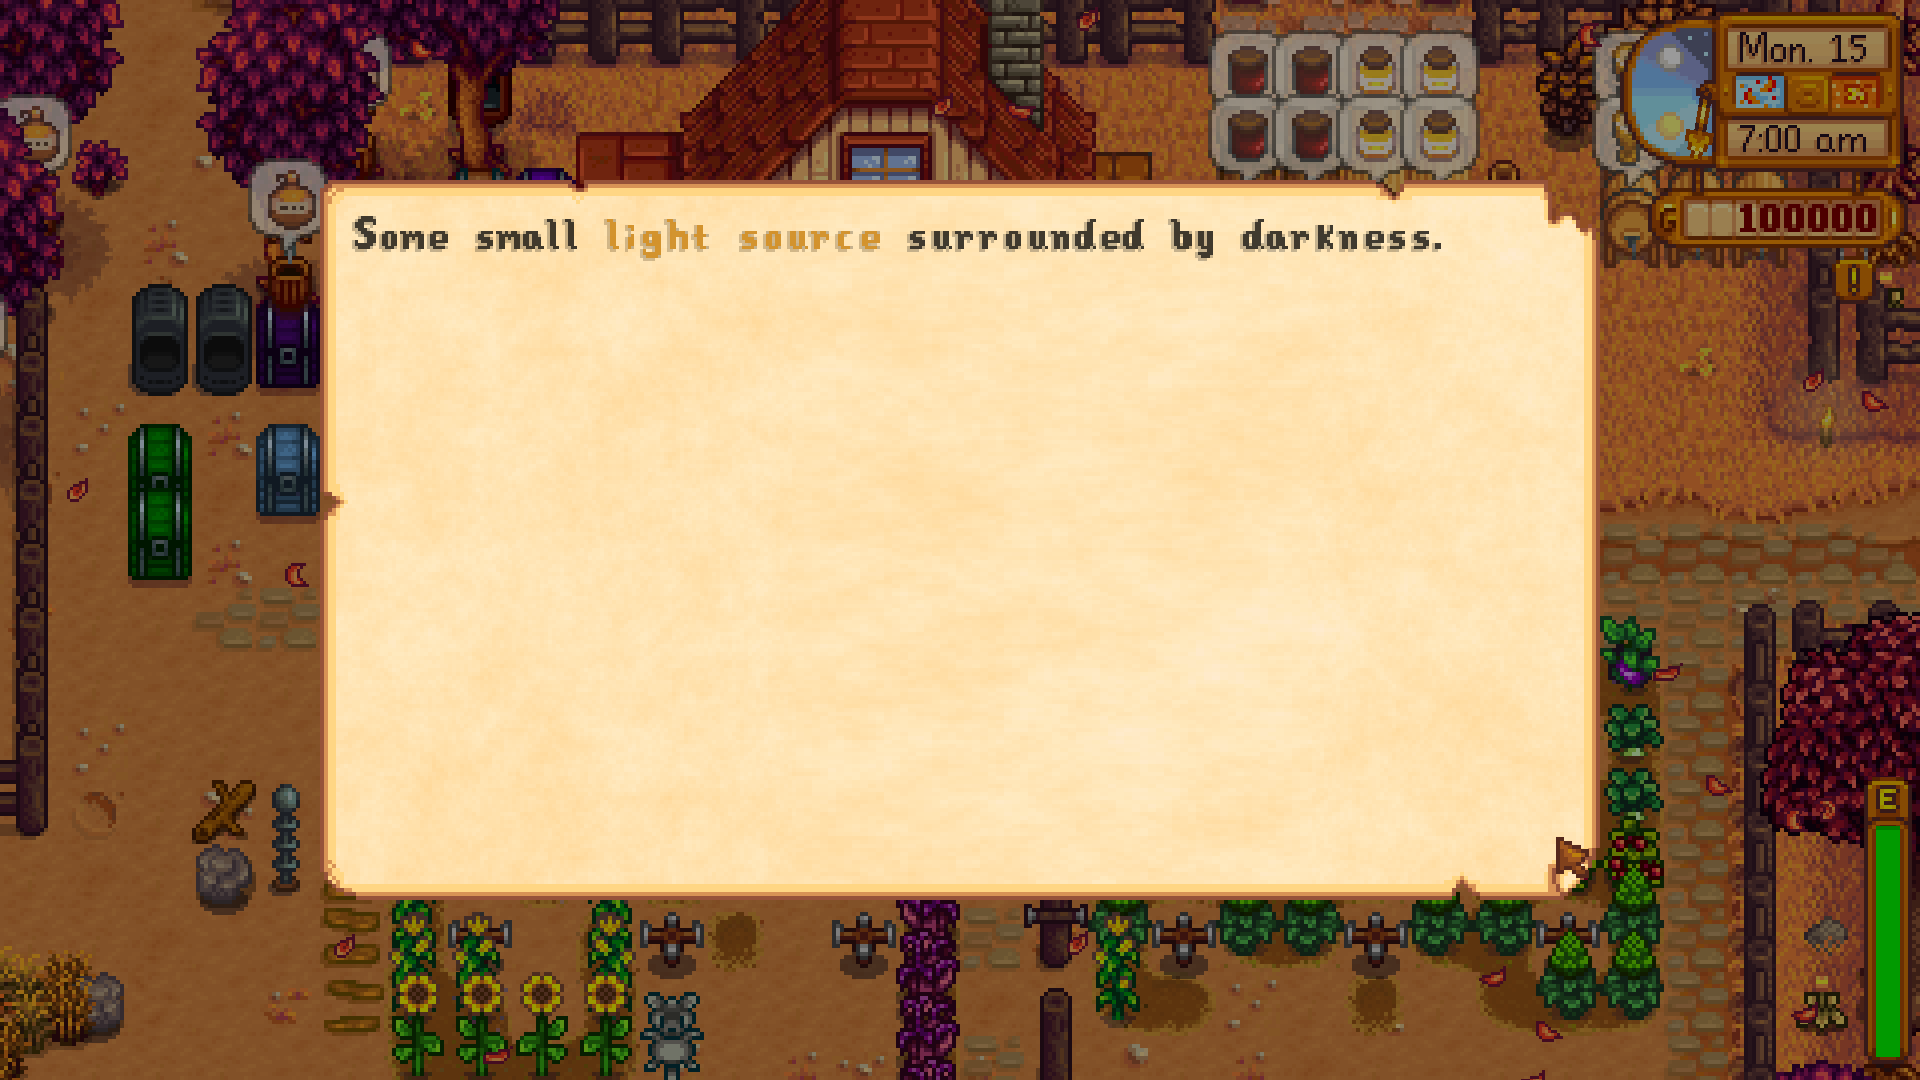 Mon. 15
7:00 am
G 100000
Some small light source surrounded by darkness.
!
E